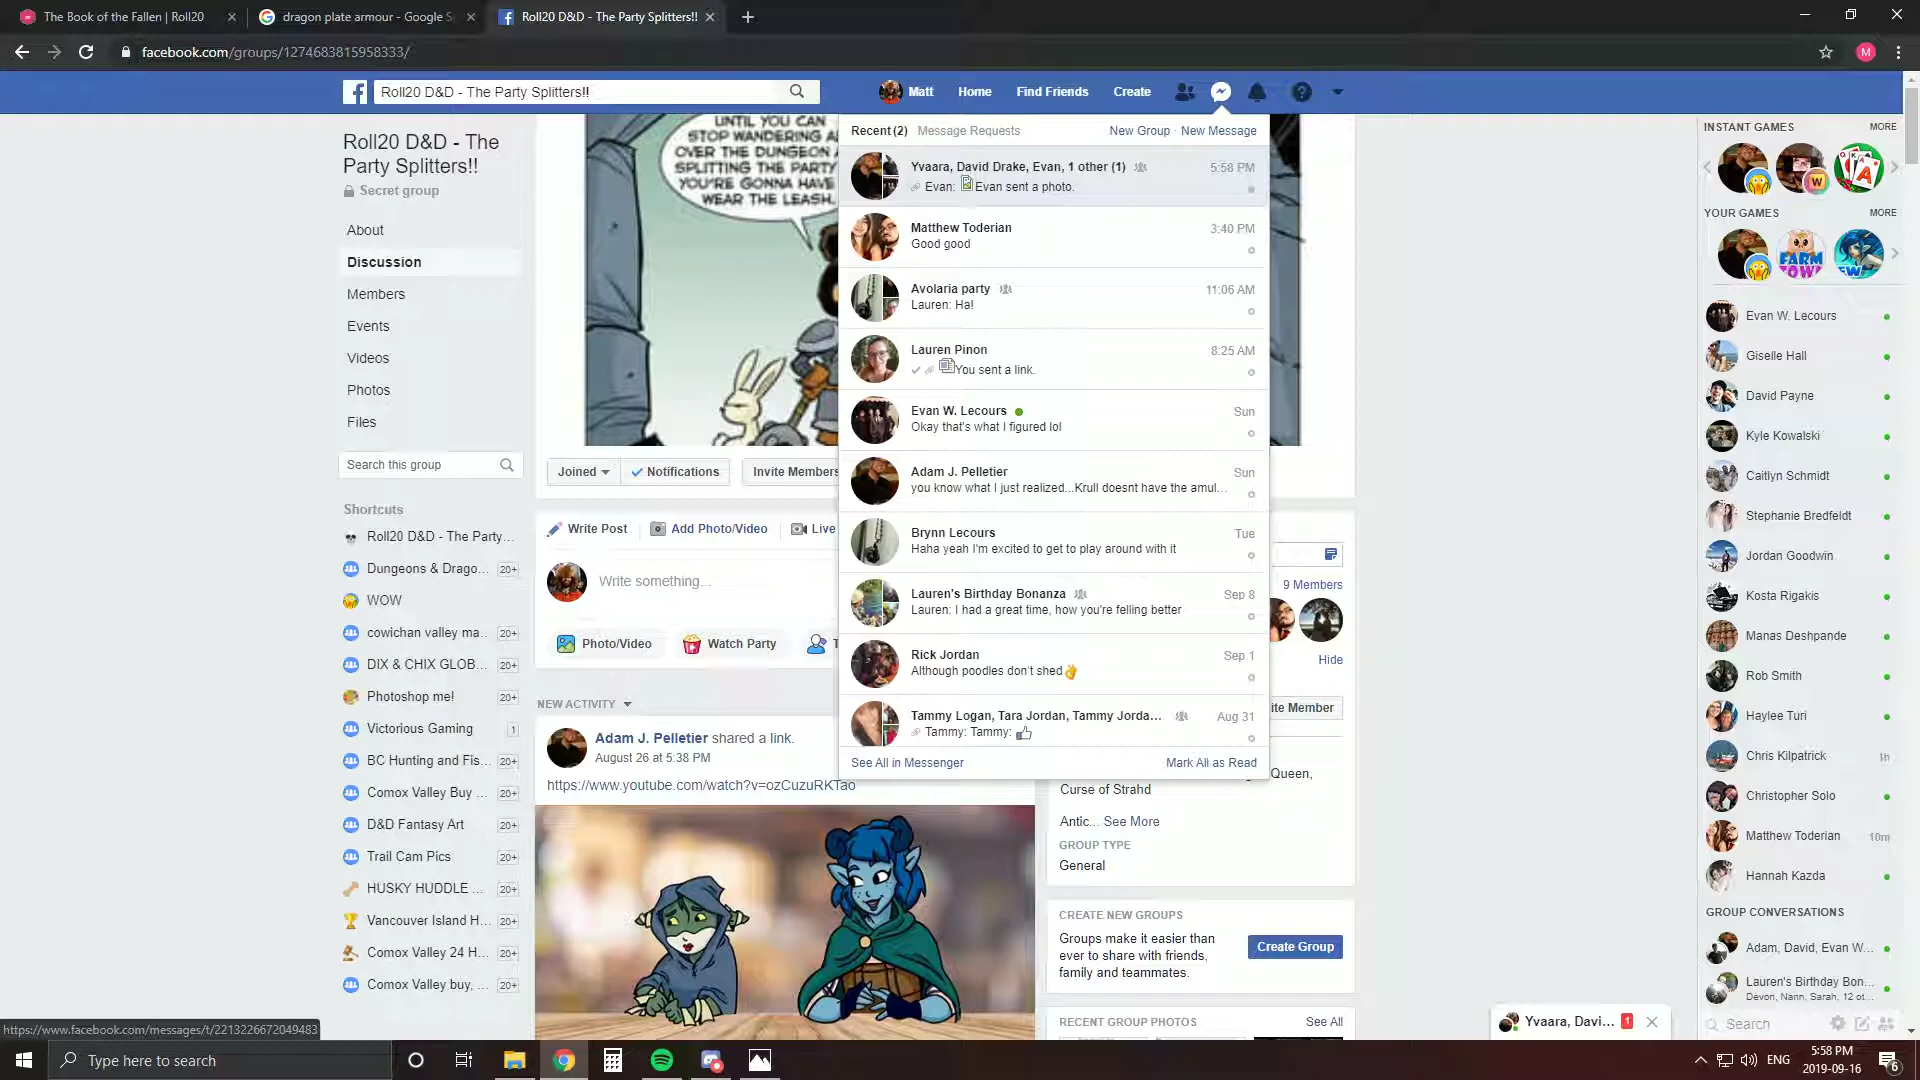 The Book of the Fallen | Roll20
dragon plate armour - Google S
Roll20 D&D - The Party Splitters!!
facebook.com/groups/1274683815958333/
M
Roll20 D&D - The Party Splitters!!
Matt
Home
Find Friends
Create
Roll20 D&D - The
Party Splitters!!
Secret group
About
Discussion
Members
Events
Videos
Photos
Files
Search this group
Shortcuts
Roll20 D&D - The Party...
Dungeons & Drago... 20+
WOW
cowichan valley ma... 20+
DIX & CHIX GLOB... 20+
Photoshop me! 20+
Victorious Gaming 1
BC Hunting and Fis... 20+
Comox Valley Buy ... 20+
D&D Fantasy Art 20+
Trail Cam Pics 20+
HUSKY HUDDLE ... 20+
Vancouver Island H... 20+
Comox Valley 24 H... 20+
Comox Valley buy, ... 20+
UNTIL YOU CAN
STOP WANDERING
OVER THE DUNGEON
SPLITTING THE PARTY
YOU'RE GONNA HAVE
WEAR THE LEASH.
Joined
Notifications
Invite Members
Write Post
Add Photo/Video
Live
Write something...
Photo/Video
Watch Party
NEW ACTIVITY
Adam J. Pelletier shared a link.
August 26 at 5:38 PM
https://www.youtube.com/watch?v=ozCuzuRKTao
Recent (2)
Message Requests
New Group · New Message
Yvaara, David Drake, Evan, 1 other (1) 5:58 PM
Evan: Evan sent a photo.
Matthew Toderian 3:40 PM
Good good
Avolaria party 11:06 AM
Lauren: Ha!
Lauren Pinon 8:25 AM
You sent a link.
Evan W. Lecours Sun
Okay that's what I figured lol
Adam J. Pelletier Sun
you know what I just realized...Krull doesnt have the amul...
Brynn Lecours Tue
Haha yeah I'm excited to get to play around with it
Lauren's Birthday Bonanza Sep 8
Lauren: I had a great time, how you're felling better
Rick Jordan Sep 1
Although poodles don't shed👌
Tammy Logan, Tara Jordan, Tammy Jorda... Aug 31
Tammy: Tammy:
See All in Messenger
Mark All as Read
9 Members
Hide
ite Member
Queen,
Curse of Strahd
Antic... See More
GROUP TYPE
General
CREATE NEW GROUPS
Groups make it easier than
ever to share with friends,
family and teammates.
Create Group
RECENT GROUP PHOTOS
See All
INSTANT GAMES
MORE
W
A
YOUR GAMES
MORE
FARM
TOWN
Evan W. Lecours
Giselle Hall
David Payne
Kyle Kowalski
Caitlyn Schmidt
Stephanie Bredfeldt
Jordan Goodwin
Kosta Rigakis
Manas Deshpande
Rob Smith
Haylee Turi
Chris Kilpatrick 1h
Christopher Solo
Matthew Toderian 10m
Hannah Kazda
GROUP CONVERSATIONS
Adam, David, Evan W...
Lauren's Birthday Bon...
Devon, Nann, Sarah, 12 ot...
Search
Yvaara, Davi... 1
https://www.facebook.com/messages/t/2213226672049483
Type here to search
ENG
5:58 PM
2019-09-16
6